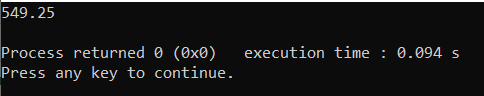 549.25
Process returned 0 (0x0)   execution time : 0.094 s
Press any key to continue.